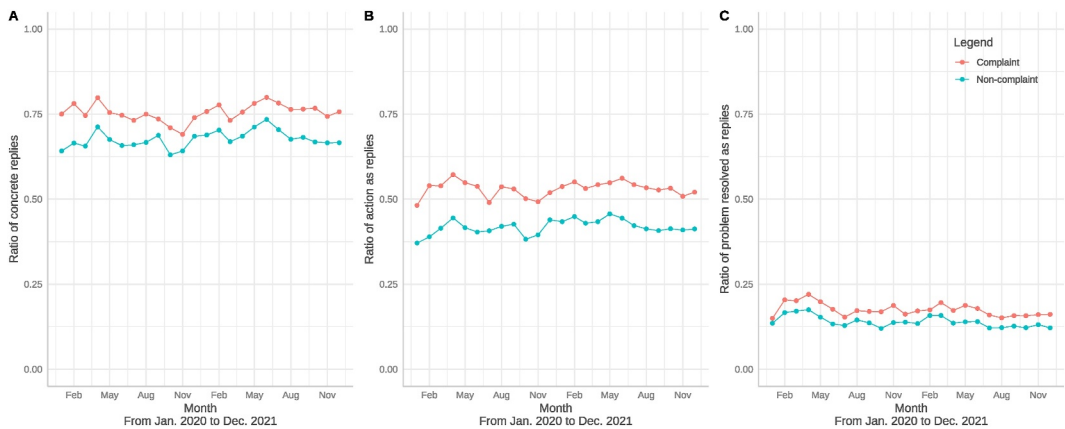 A
Ratio of concrete replies
1.00
0.75
0.50
0.25
0.00
Feb May Aug Nov Feb May Aug Nov
Month
From Jan. 2020 to Dec. 2021
B
Ratio of action as replies
1.00
0.75
0.50
0.25
0.00
Feb May Aug Nov Feb May Aug Nov
Month
From Jan. 2020 to Dec. 2021
C
Ratio of problem resolved as replies
1.00
0.75
0.50
0.25
0.00
Legend
Complaint
Non-complaint
Feb May Aug Nov Feb May Aug Nov
Month
From Jan. 2020 to Dec. 2021